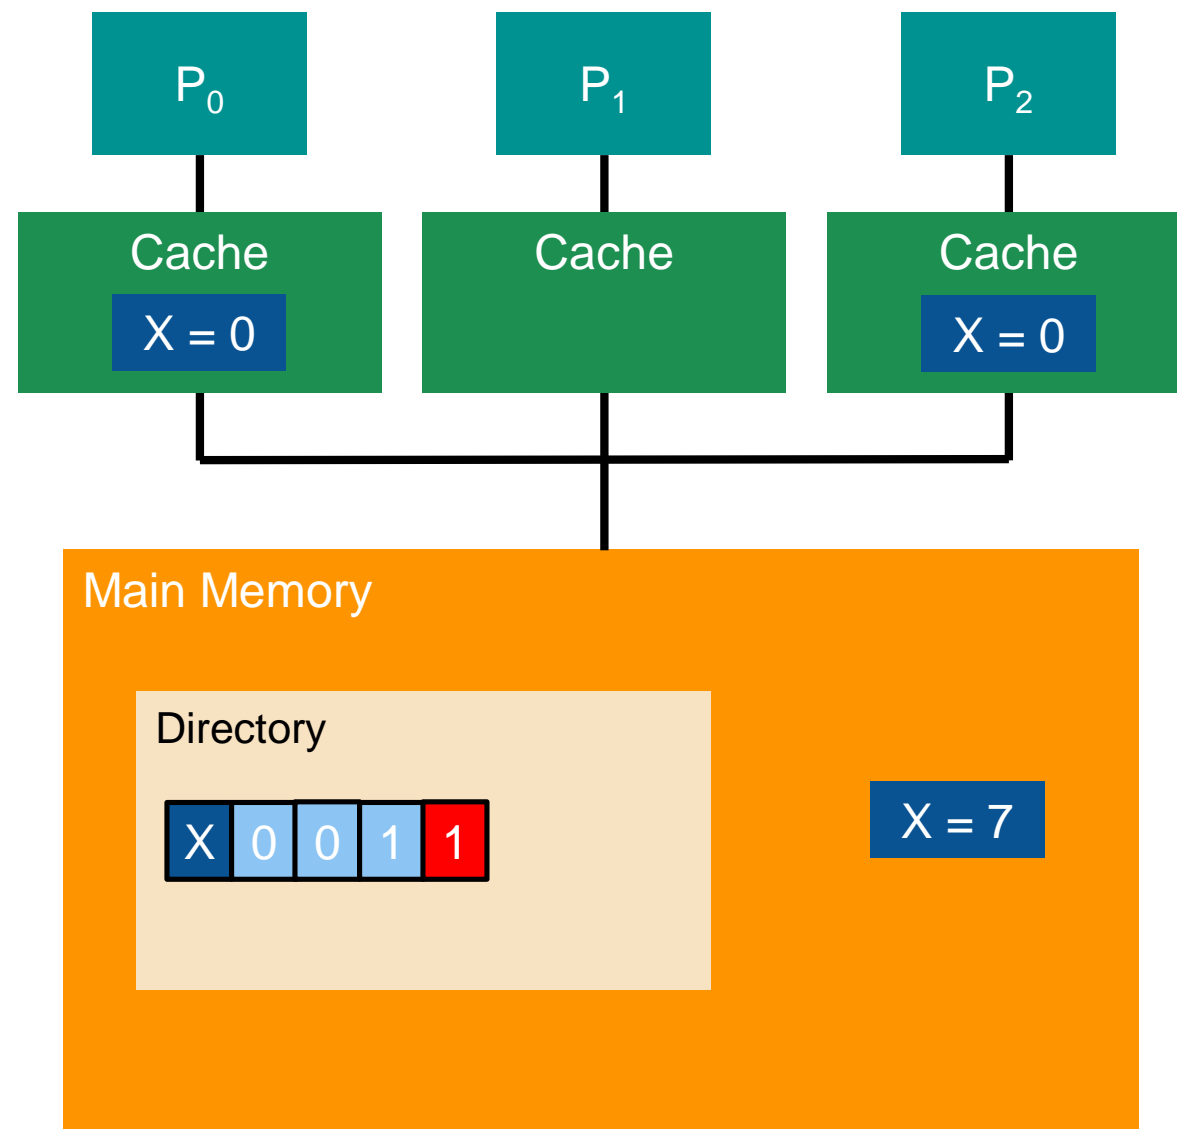 P0 P1 P2
Cache Cache Cache
X = 0 X = 0
Main Memory
Directory
X 0 0 1 1
X = 7